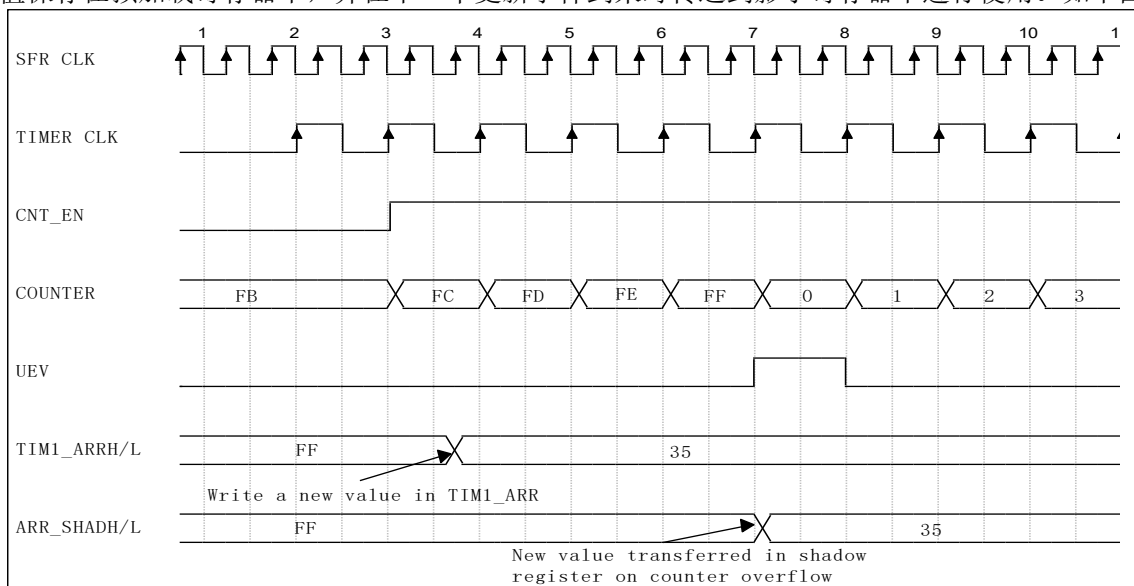 1 2 3 4 5 6 7 8 9 10 1
SFR CLK
TIMER CLK
CNT_EN
COUNTER FB FC FD FE FF 0 1 2 3
UEV
TIM1_ARRH/L FF 35
Write a new value in TIM1_ARR
ARR_SHADH/L FF 35
New value transferred in shadow
register on counter overflow